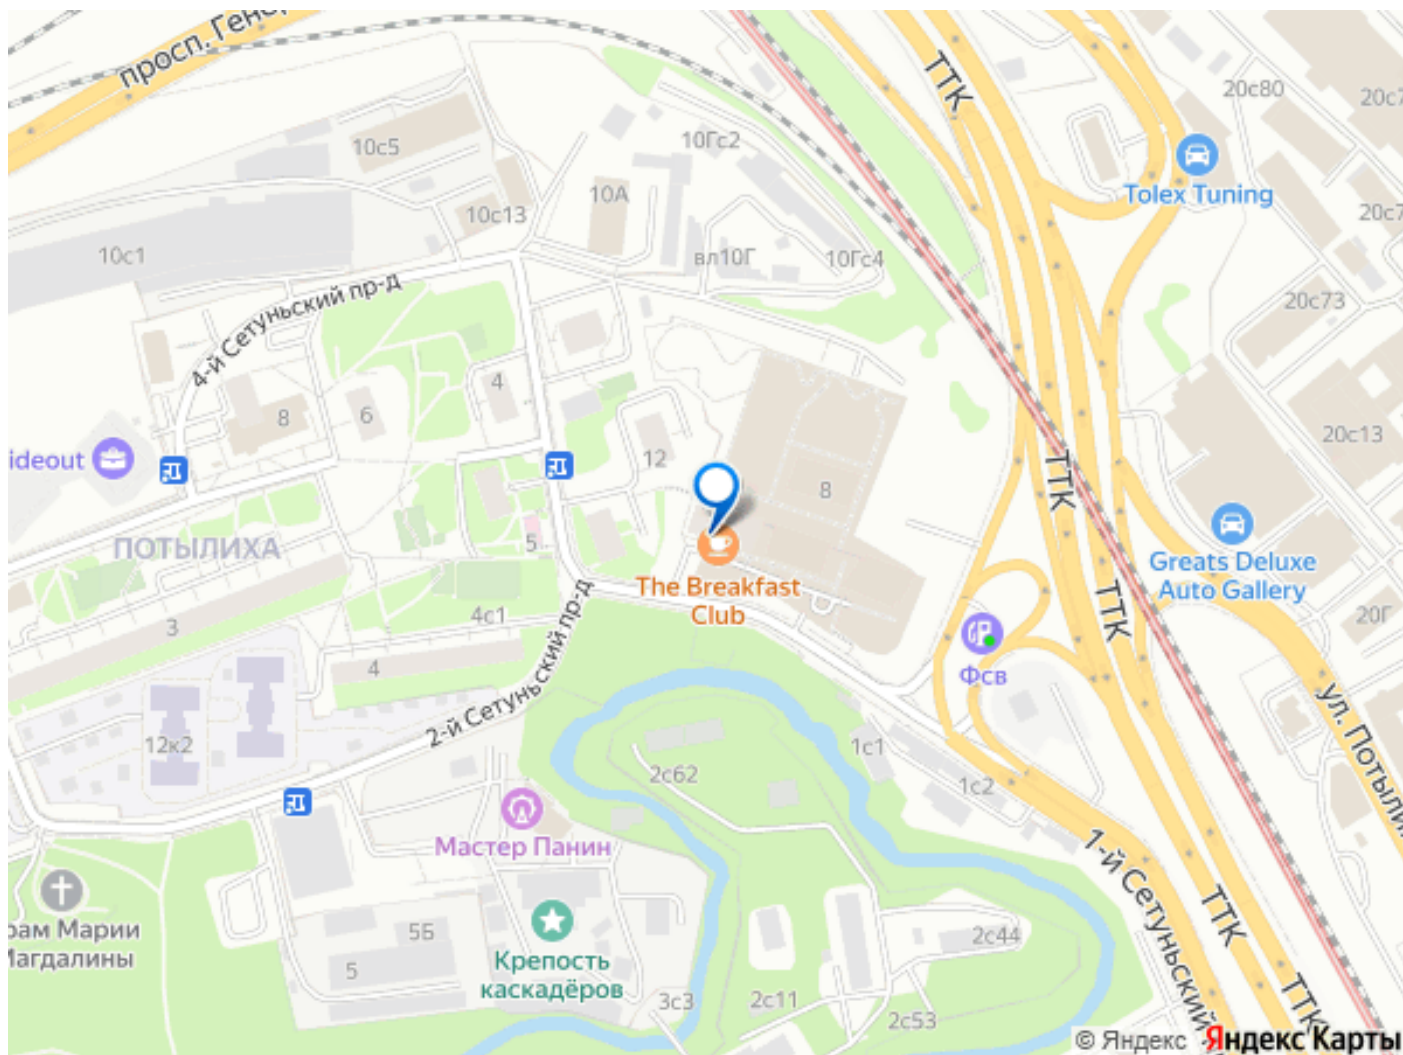 просп. Гене
ТТК
20с80
20с7
10с5
10Гс2
Tolex Tuning
10А
10с13
20с7
10с1
вл10Г
10Гс4
4-й Сетуньский пр-д
20с73
4
8
6
20с13
ideout
12
8
ТТК
ПОТЫЛИХА
5
The Breakfast
Club
Greats Deluxe
Auto Gallery
ТТК
3
4с1
20Г
Фсв
4
2-й Сетуньский пр-д
ул. Потыли
12к2
1с1
2с62
1с2
Мастер Панин
1-й Сетуньский
рам Марии
Магдалины
5Б
2с44
ТТК
5
Крепость
каскадёров
3с3
2с11
2с53
ТТК
© Яндекс Яндекс Карты